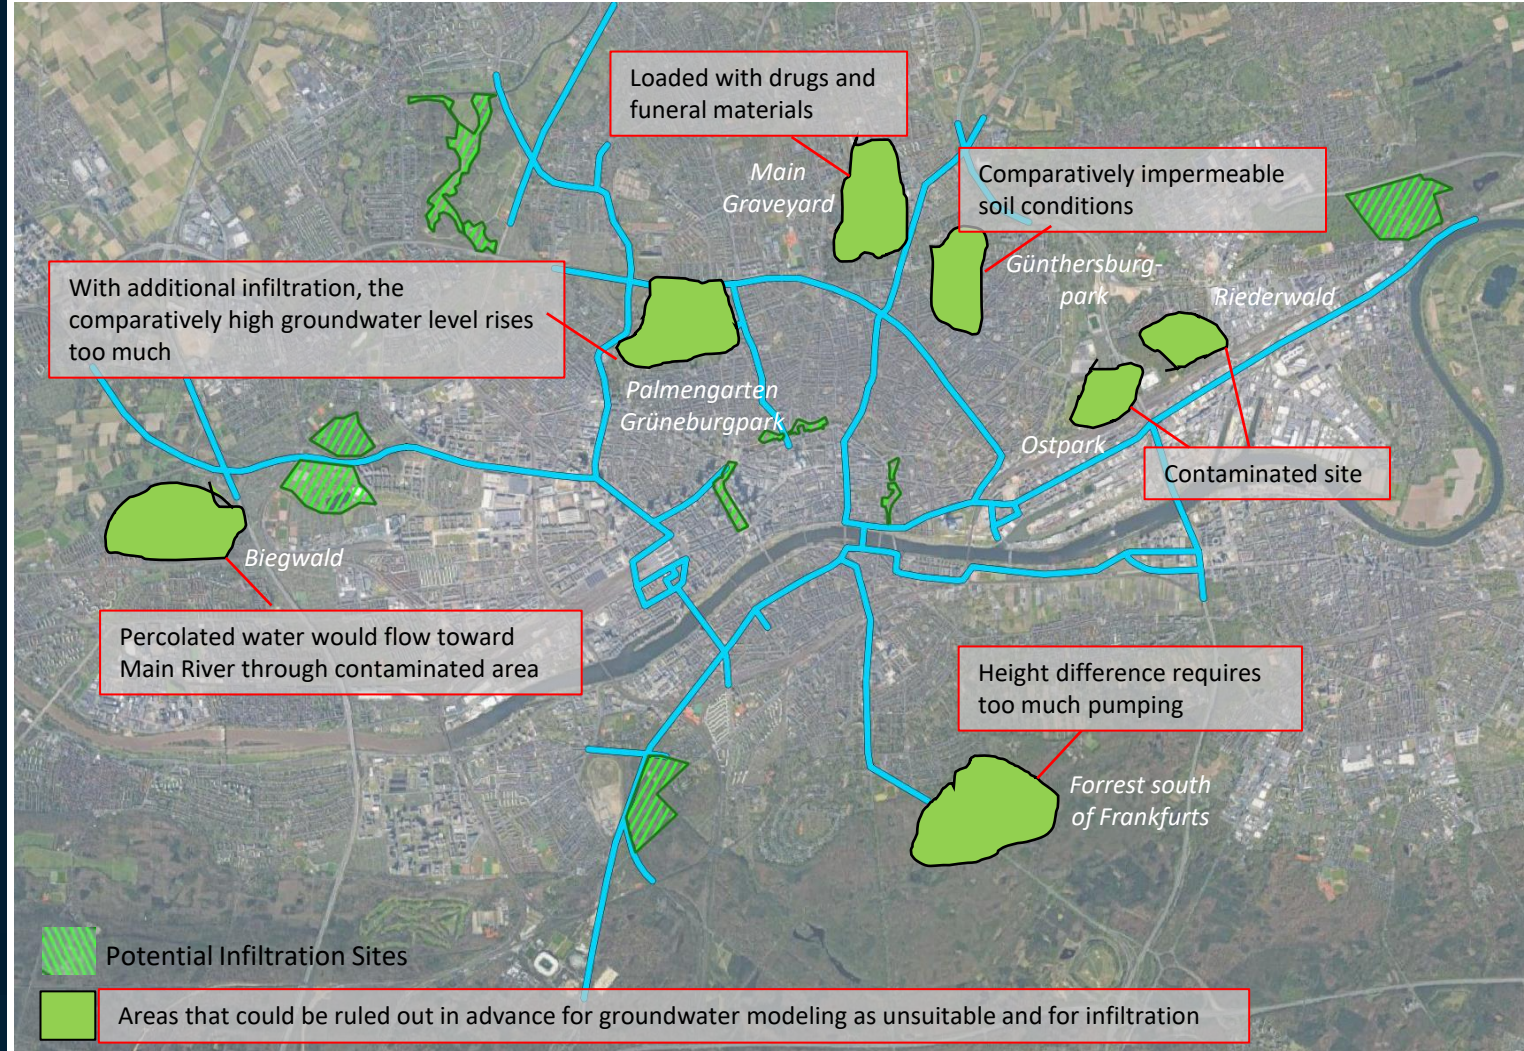 Loaded with drugs and
funeral materials
Main
Graveyard
Comparatively impermeable
soil conditions
Günthersburg-
park
Riederwald
With additional infiltration, the
comparatively high groundwater level rises
too much
Palmengarten
Grüneburgpark
Ostpark
Contaminated site
Biegwald
Percolated water would flow toward
Main River through contaminated area
Height difference requires
too much pumping
Forrest south
of Frankfurts
Potential Infiltration Sites
Areas that could be ruled out in advance for groundwater modeling as unsuitable and for infiltration